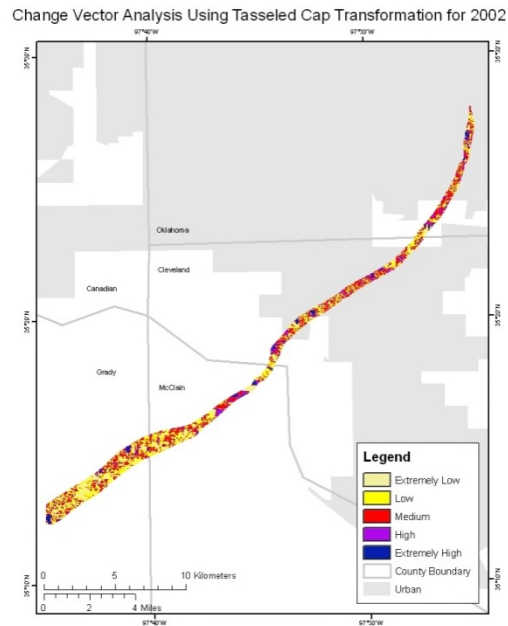 Change Vector Analysis Using Tasseled Cap Transformation for 2002
97°40'W 97°30'W
35°30'N 35°30'N
Oklahoma
Cleveland
Canadian
35°20'N 35°20'N
Grady
McClain
Legend
Extremely Low
Low
Medium
High
Extremely High
County Boundary
Urban
0 5 10 Kilometers
0 2 4 Miles
35°10'N 35°10'N
97°40'W 97°30'W